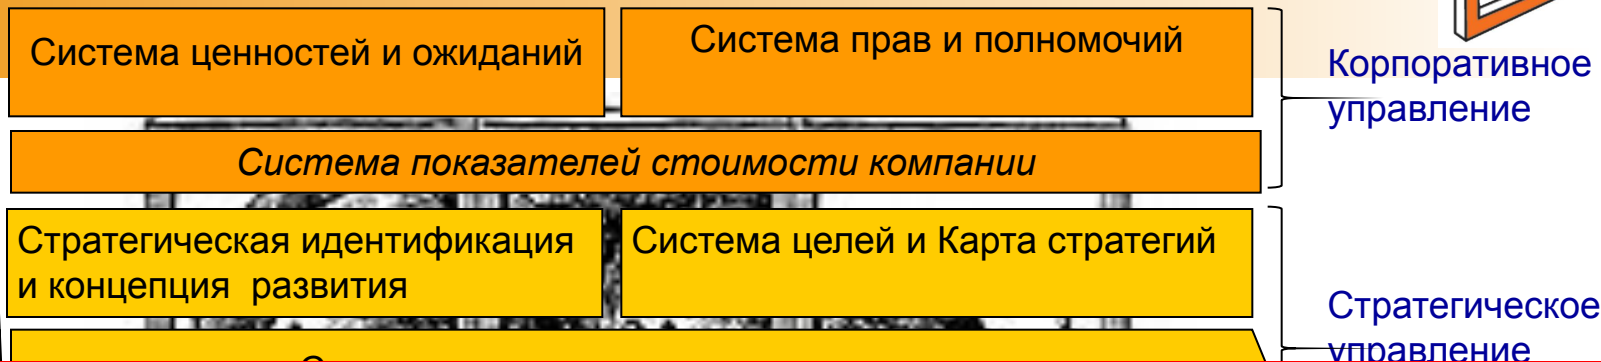 Система ценностей и ожиданий
Система прав и полномочий
Корпоративное
управление
Система показателей стоимости компании
Стратегическая идентификация
и концепция развития
Система целей и Карта стратегий
Стратегическое
управление